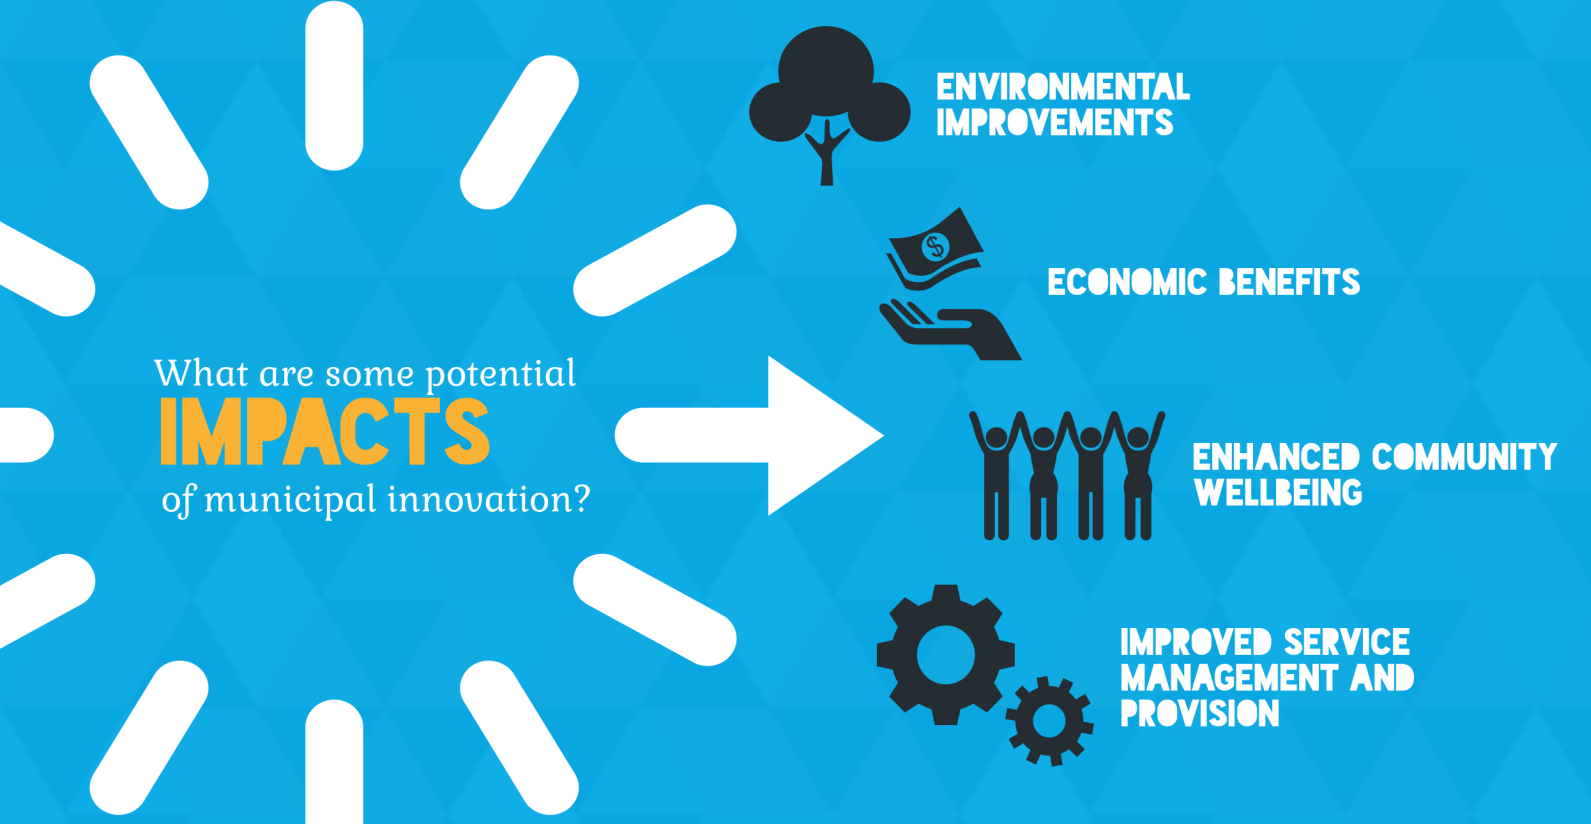 What are some potential
IMPACTS
of municipal innovation?
ENVIRONMENTAL
IMPROVEMENTS
$
ECONOMIC BENEFITS
ENHANCED COMMUNITY
WELLBEING
IMPROVED SERVICE
MANAGEMENT AND
PROVISION